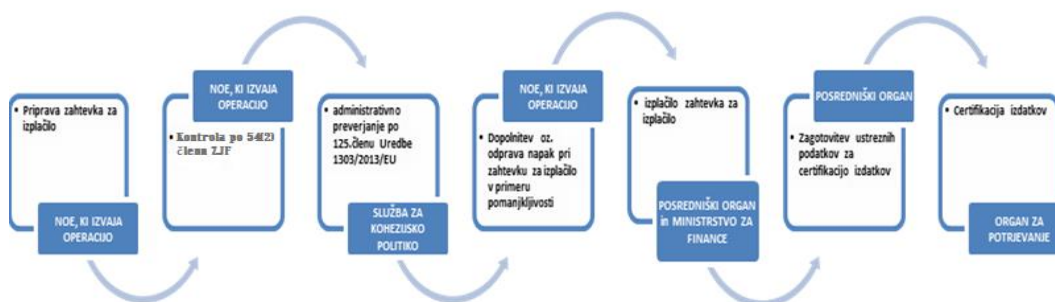 • Priprava zahtevka za
izplačilo
NOE, KI IZVAJA
OPERACIJO
NOE, KI IZVAJA
OPERACIJO
• Kontrola po 54(2)
členu ZJF
• administrativno
preverjanje po
125.členu Uredbe
1303/2013/EU
SLUŽBA ZA
KOHEZIJSKO
POLITIKO
NOE, KI IZVAJA
OPERACIJO
• Dopolnitev oz.
odprava napak pri
zahtevku za izplačilo
v primeru
pomanjkljivosti
• izplačilo zahtevka za
izplačilo
POSREDNIŠKI ORGAN
in MINISTRSTVO ZA
FINANCE
POSREDNIŠKI ORGAN
• Zagotovitev ustreznih
podatkov za
certifikacijo izdatkov
• Certifikacija izdatkov
ORGAN ZA
POTRJEVANJE